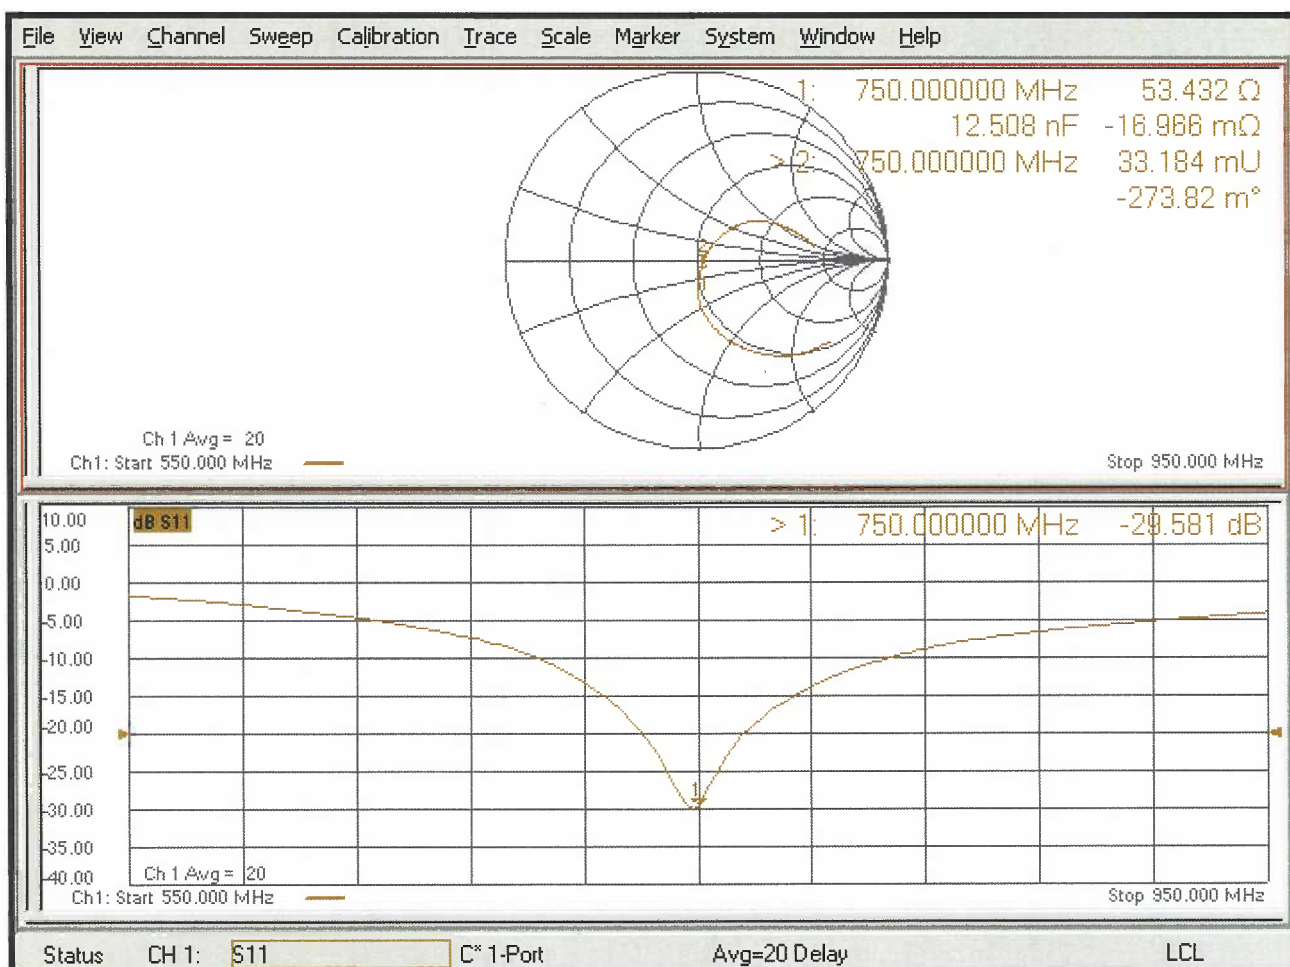 File View Channel Sweep Calibration Trace Scale Marker System Window Help
1: 750.000000 MHz 53.432 Ω
12.508 nF -16.966 mΩ
> 2: 750.000000 MHz 33.184 mU
-273.82 m°
2
Ch 1 Avg = 20
Ch1: Start 550.000 MHz
Stop 950.000 MHz
10.00
dB S11
> 1: 750.000000 MHz -29.581 dB
5.00
0.00
-5.00
-10.00
-15.00
-20.00
-25.00
1
-30.00
-35.00
-40.00
Ch 1 Avg = 20
Ch1: Start 550.000 MHz
Stop 950.000 MHz
Status CH 1: S11 C* 1-Port Avg=20 Delay LCL